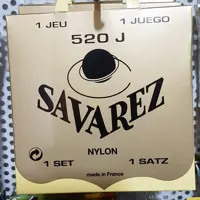 1 JEU 1 JUEGO
520 J
SAVAREZ
NYLON
1 SET 1 SATZ
made in France